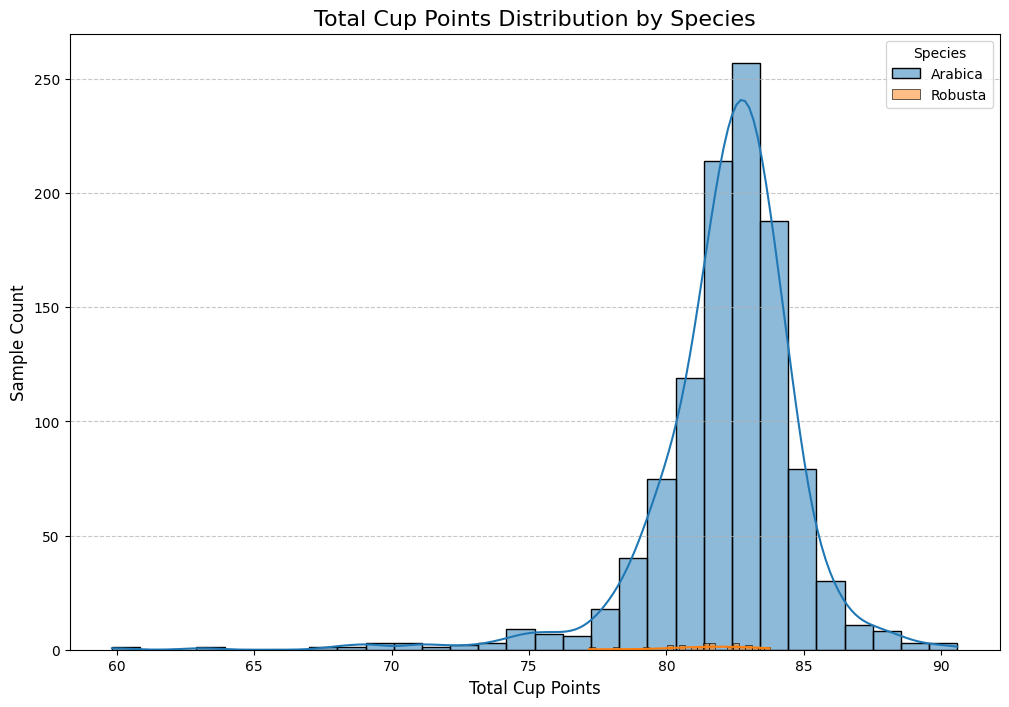 Total Cup Points Distribution by Species
Species
Arabica
Robusta
Sample Count
250
200
150
100
50
0
60 65 70 75 80 85 90
Total Cup Points